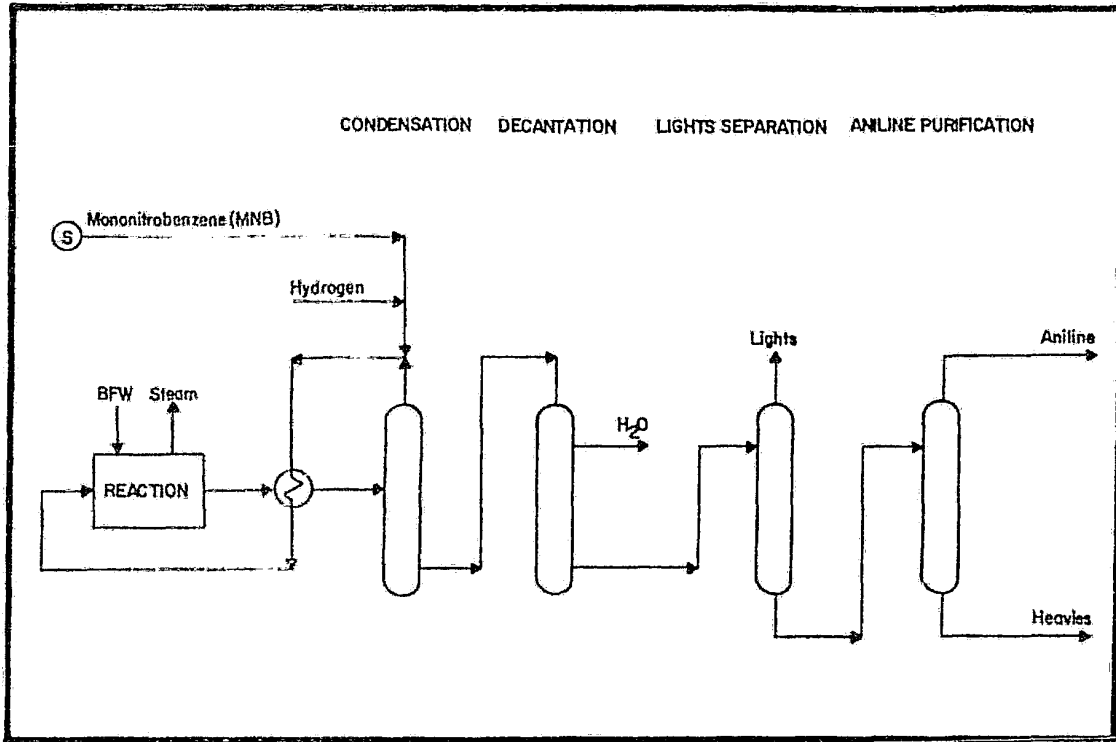 CONDENSATION DECANTATION LIGHTS SEPARATION ANILINE PURIFICATION
S Mononitrobenzene (MNB)
Hydrogen
Lights
Aniline
BFW Steam
H2O
REACTION
Heavies